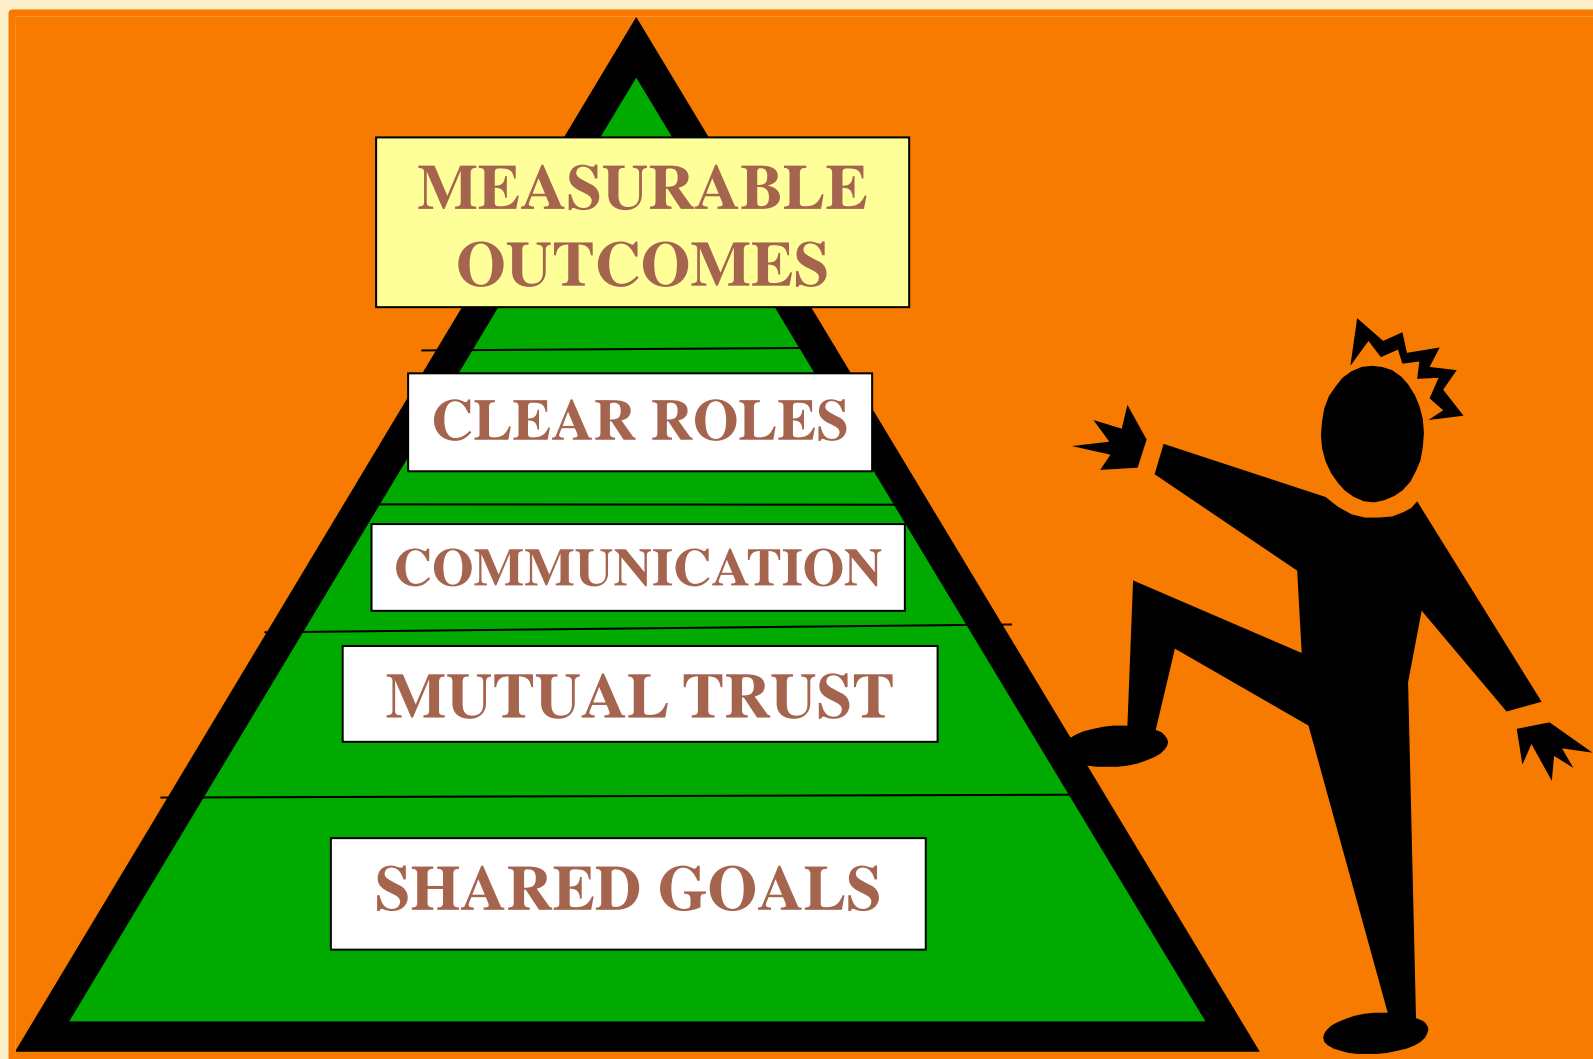 MEASURABLE
OUTCOMES
CLEAR ROLES
COMMUNICATION
MUTUAL TRUST
SHARED GOALS